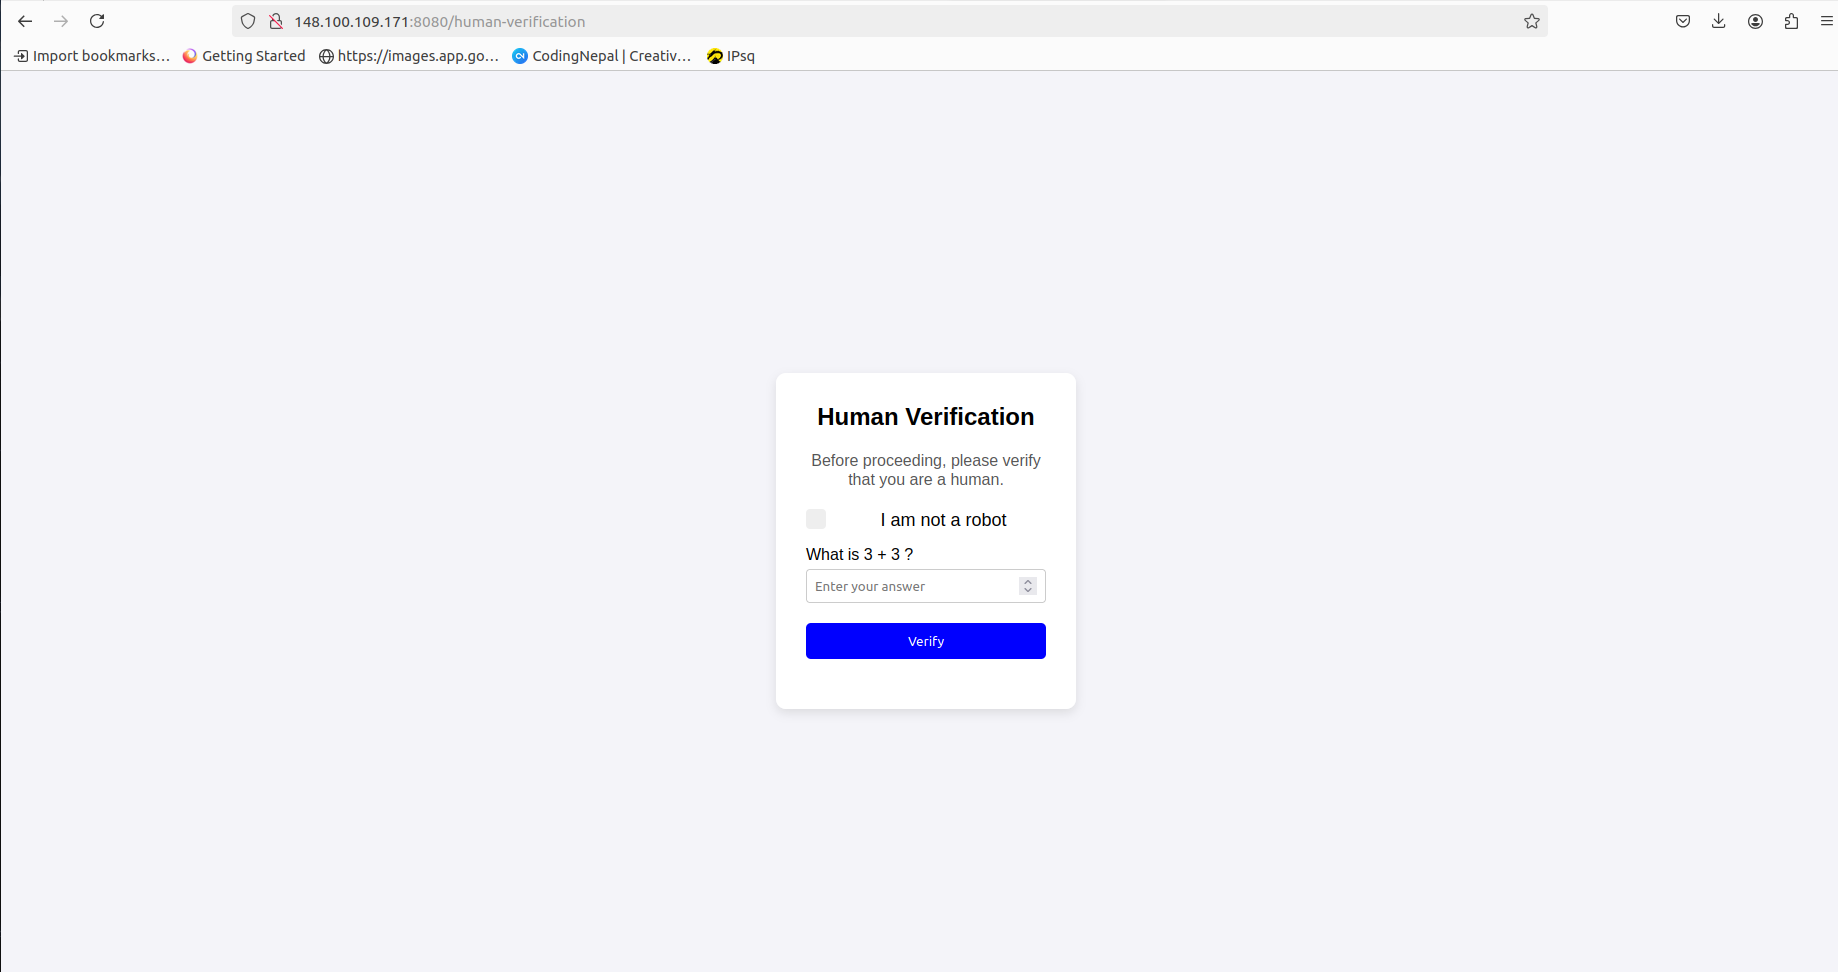 148.100.109.171:8080/human-verification
Import bookmarks... Getting Started https://images.app.go... CodingNepal | Creativ... IPsq
Human Verification
Before proceeding, please verify
that you are a human.
I am not a robot
What is 3 + 3 ?
Enter your answer
Verify